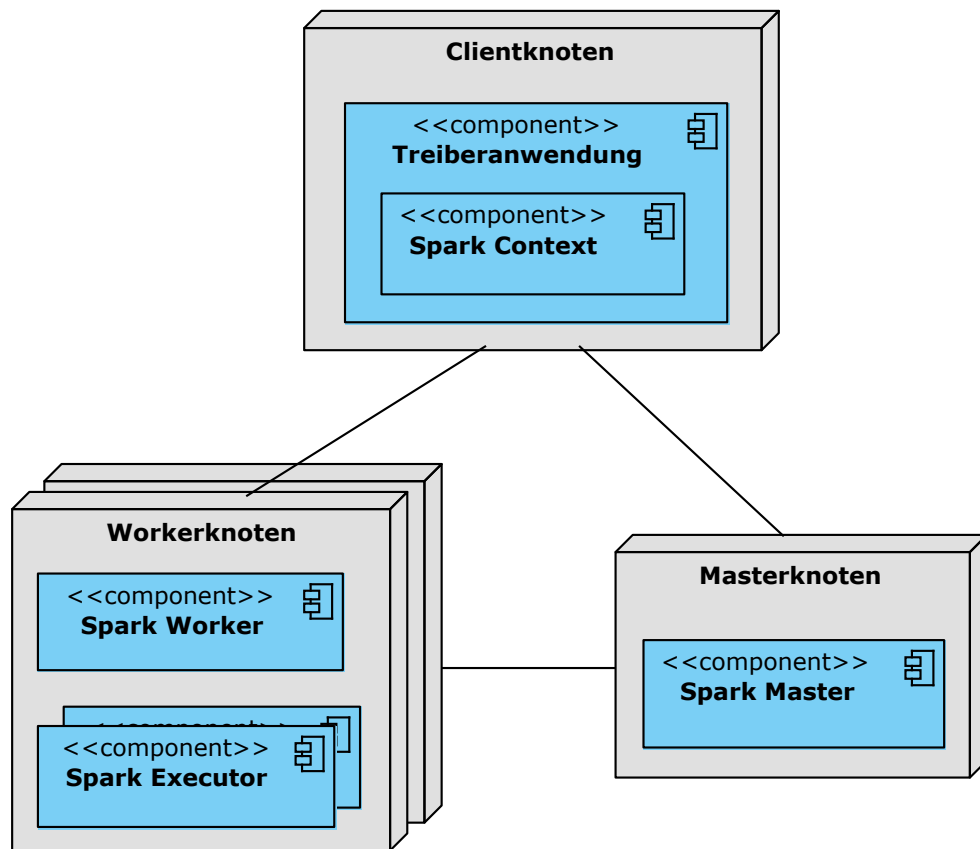 Clientknoten
<<component>>
Treiberanwendung
<<component>>
Spark Context
Workerknoten
<<component>>
Spark Worker
<<component>>
Spark Executor
Masterknoten
<<component>>
Spark Master